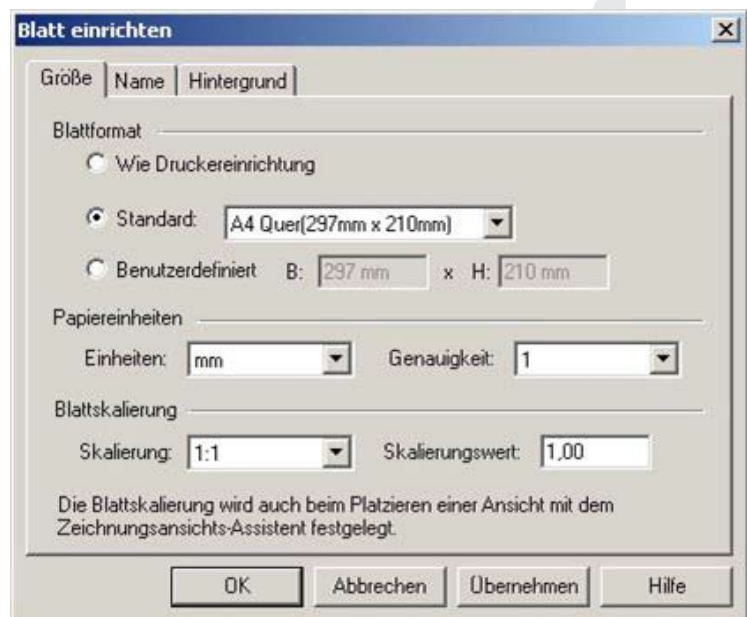 Blatt einrichten
Größe Name Hintergrund
Blattformat
Wie Druckereinrichtung
Standard: A4 Quer(297mm x 210mm)
Benutzerdefiniert B: 297 mm x H: 210 mm
Papiereinheiten
Einheiten: mm Genauigkeit: 1
Blattskalierung
Skalierung: 1:1 Skalierungswert: 1,00
Die Blattskalierung wird auch beim Platzieren einer Ansicht mit dem
Zeichnungsansichts-Assistent festgelegt.
OK Abbrechen Übernehmen Hilfe